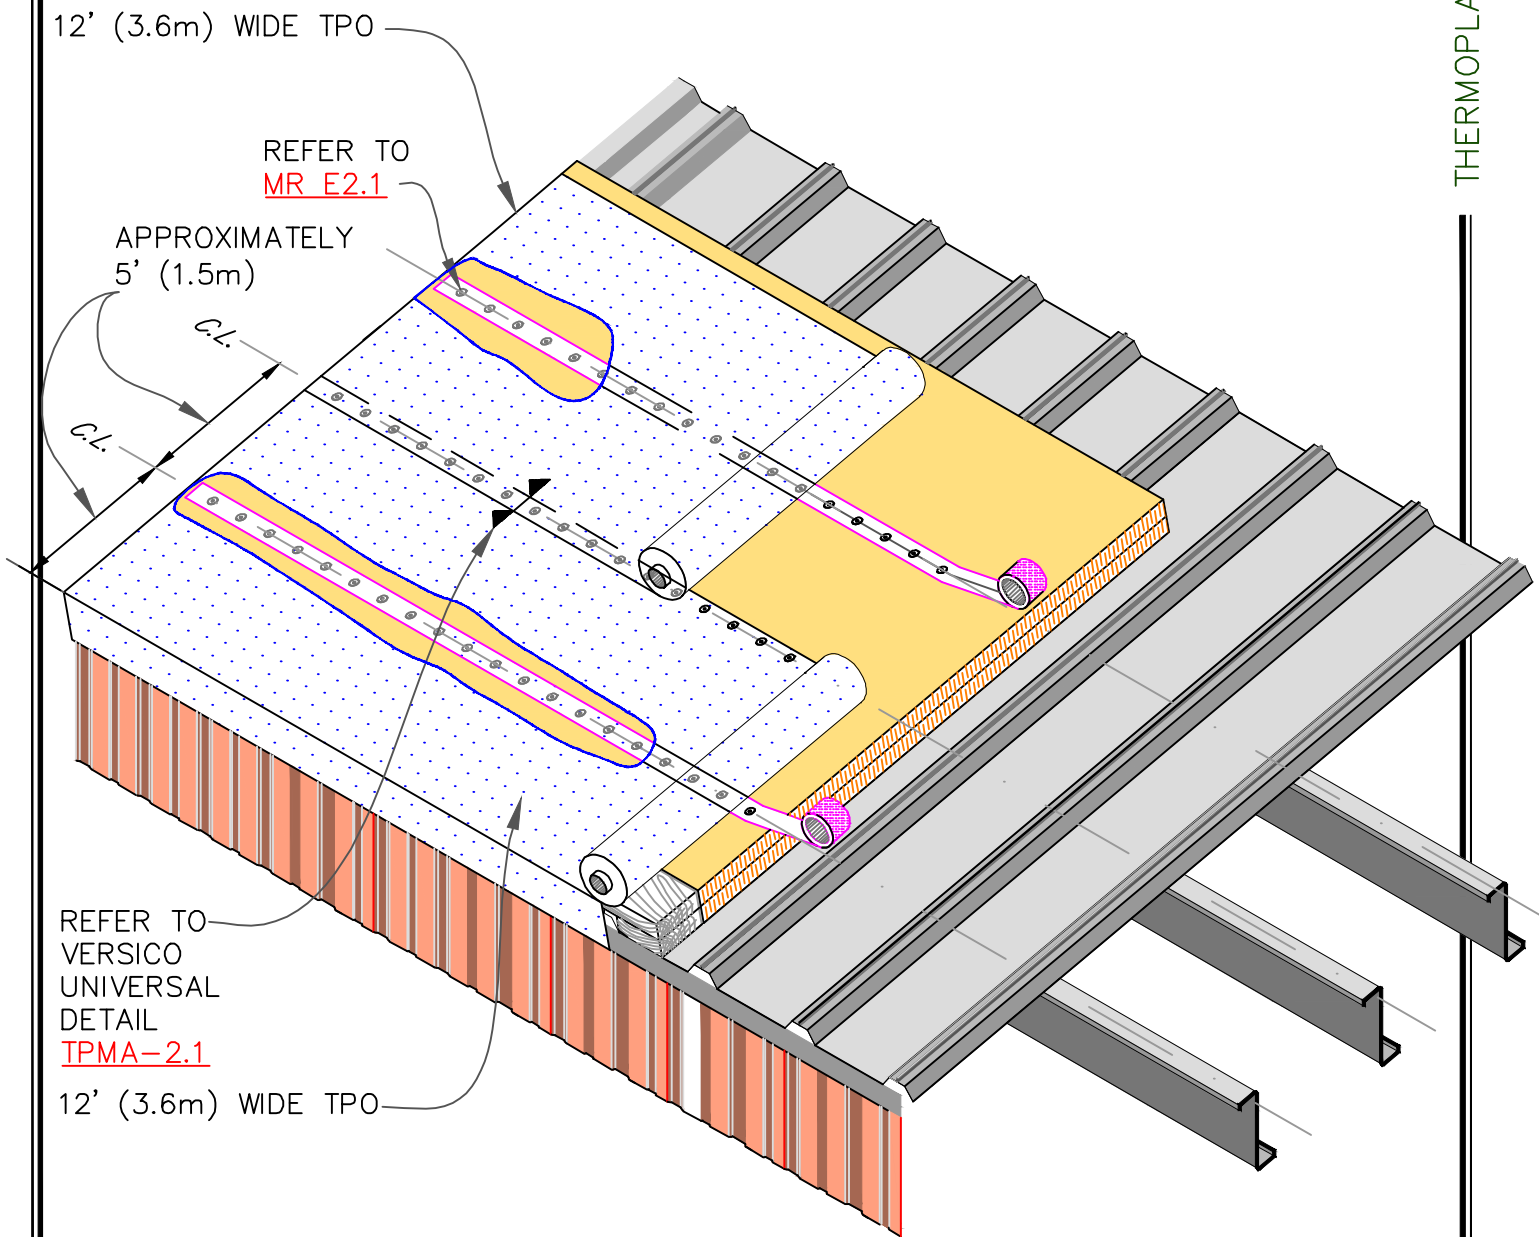 12' (3.6m) WIDE TPO
REFER TO
MR E2.1
APPROXIMATELY
5' (1.5m)
C.L.
C.L.
REFER TO
VERSICO
UNIVERSAL
DETAIL
TPMA-2.1
12' (3.6m) WIDE TPO